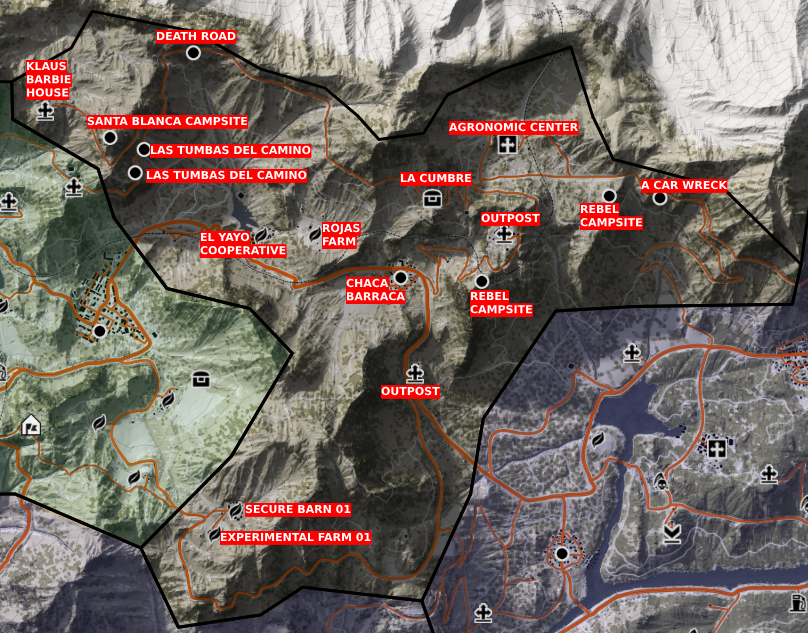 DEATH ROAD
KLAUS
BARBIE
HOUSE
SANTA BLANCA CAMPSITE
AGRONOMIC CENTER
LAS TUMBAS DEL CAMINO
LAS TUMBAS DEL CAMINO
LA CUMBRE
A CAR WRECK
REBEL
CAMPSITE
OUTPOST
ROJAS
FARM
EL YAYO
COOPERATIVE
CHACA
BARRACA
REBEL
CAMPSITE
OUTPOST
SECURE BARN 01
EXPERIMENTAL FARM 01